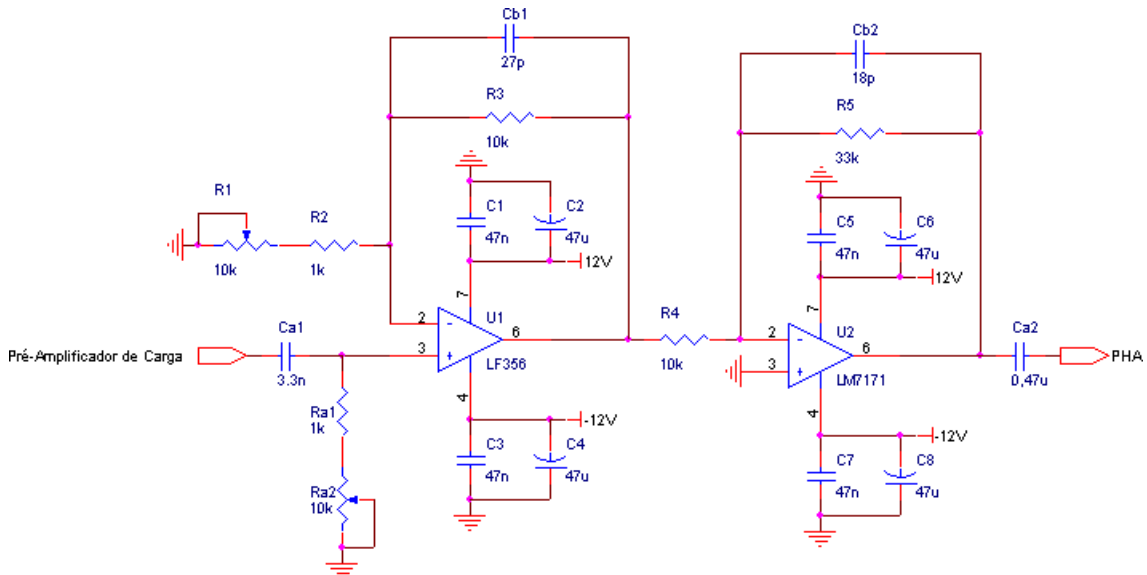 Cb1
27p
R3
10k
Cb2
18p
R5
33k
R1
10k
R2
1k
C1
47n
C2
47u
12V
7
2
-
3
+
U1
6
LF356
4
Pré-Amplificador de Carga
Ca1
3.3n
Ra1
1k
Ra2
10k
-12V
C3
47n
C4
47u
R4
10k
C5
47n
C6
47u
12V
7
2
-
3
+
U2
6
LM7171
4
Ca2
0,47u
PHA
-12V
C7
47n
C8
47u